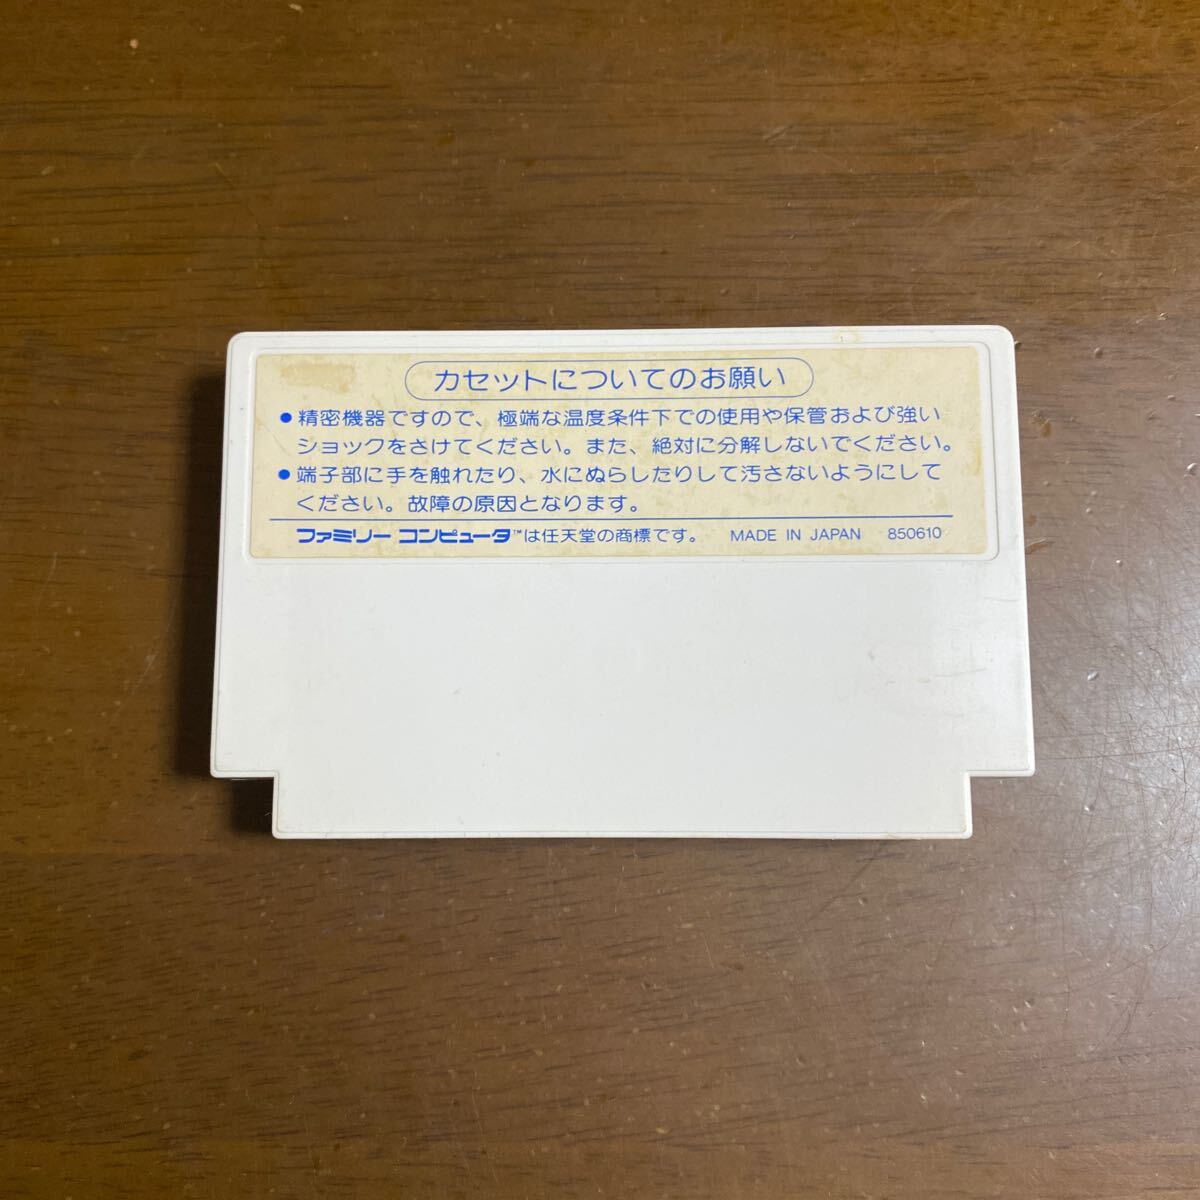 カセットについてのお願い
●精密機器ですので、極端な温度条件下での使用や保管および強い
ショックをさけてください。また、絶対に分解しないでください。
●端子部に手を触れたり、水にぬらしたりして汚さないようにして
ください。故障の原因となります。
ファミリー コンピュータ™は任天堂の商標です。 MADE IN JAPAN 850610